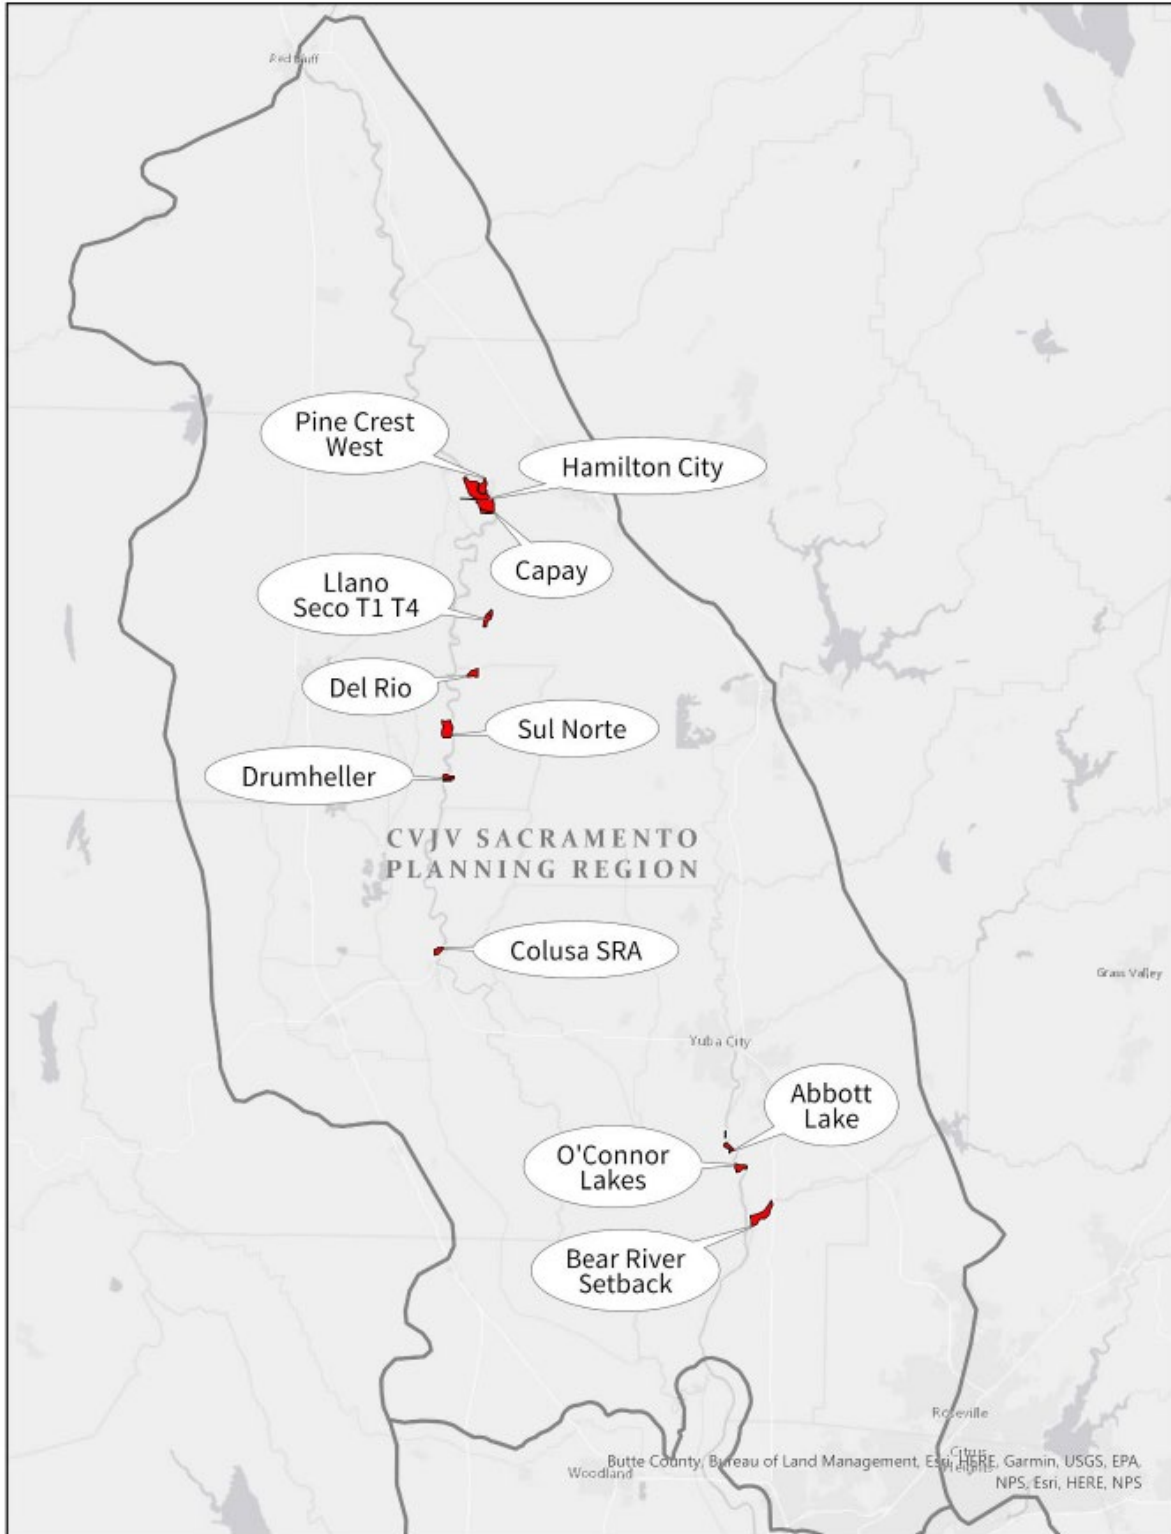 Red Bluff
Pine Crest
West
Hamilton City
Capay
Llano
Seco T1 T4
Del Rio
Sul Norte
Drumheller
CVJV SACRAMENTO
PLANNING REGION
Colusa SRA
Grass Valley
Yuba City
Abbott
Lake
O'Connor
Lakes
Bear River
Setback
Roseville
Citrus
Heights
Woodland
Butte County, Bureau of Land Management, Esri, HERE, Garmin, USGS, EPA,
NPS, Esri, HERE, NPS